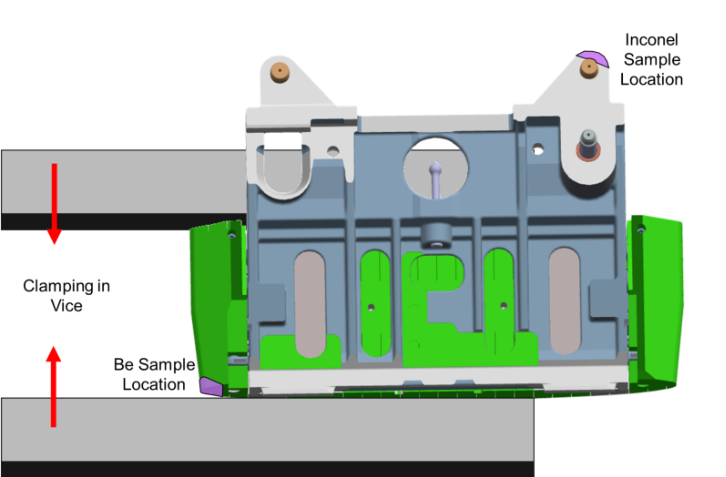 Inconel
Sample
Location
Clamping in
Vice
Be Sample
Location